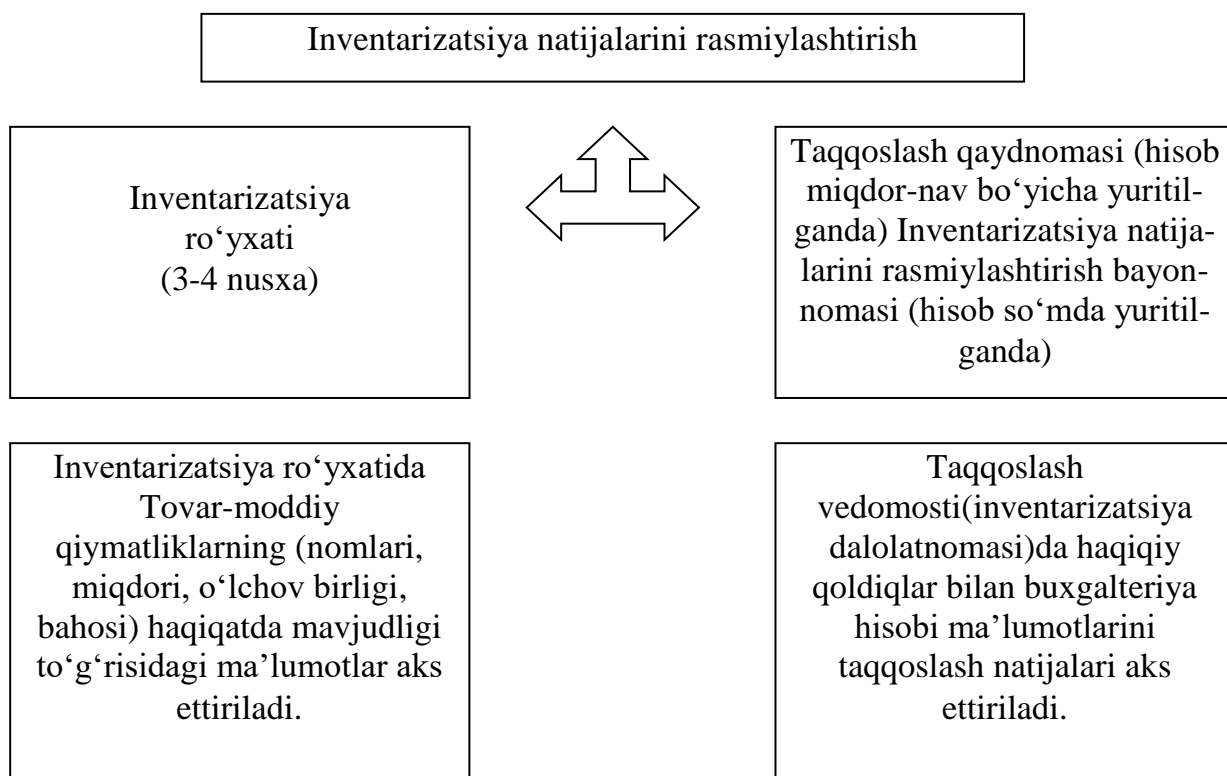 Inventarizatsiya natijalarini rasmiylashtirish
Inventarizatsiya
ro‘yxati
(3-4 nusxa)
Taqqoslash qaydnomasi (hisob
miqdor-nav bo‘yicha yuritil-
ganda) Inventarizatsiya natija-
larini rasmiylashtirish bayon-
nomasi (hisob so‘mda yuritil-
ganda)
Inventarizatsiya ro‘yxatida
Tovar-moddiy
qiymatliklarning (nomlari,
miqdori, o‘lchov birligi,
bahosi) haqiqatda mavjudligi
to‘g‘risidagi ma’lumotlar aks
ettiriladi.
Taqqoslash
vedomosti(inventarizatsiya
dalolatnomasi)da haqiqiy
qoldiqlar bilan buxgalteriya
hisobi ma’lumotlarini
taqqoslash natijalari aks
ettiriladi.